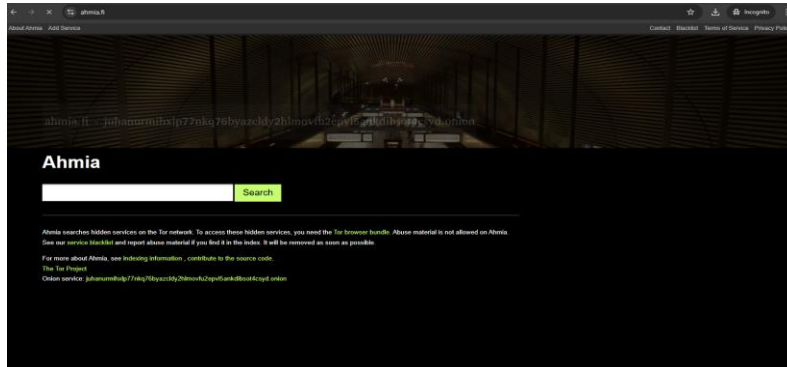 ahmia.fi
Incognito
About Ahmia Add Service
Contact Blacklist Terms of Service Privacy
Ahmia
Search
Ahmia searches hidden services on the Tor network. To access these hidden services, you need the Tor browser bundle. Abuse material is not allowed on Ahmia.
See our service blacklist and report abuse material if you find it in the index. It will be removed as soon as possible.
For more about Ahmia, see indexing information , contribute to the source code.
The Tor Project
Onion service: